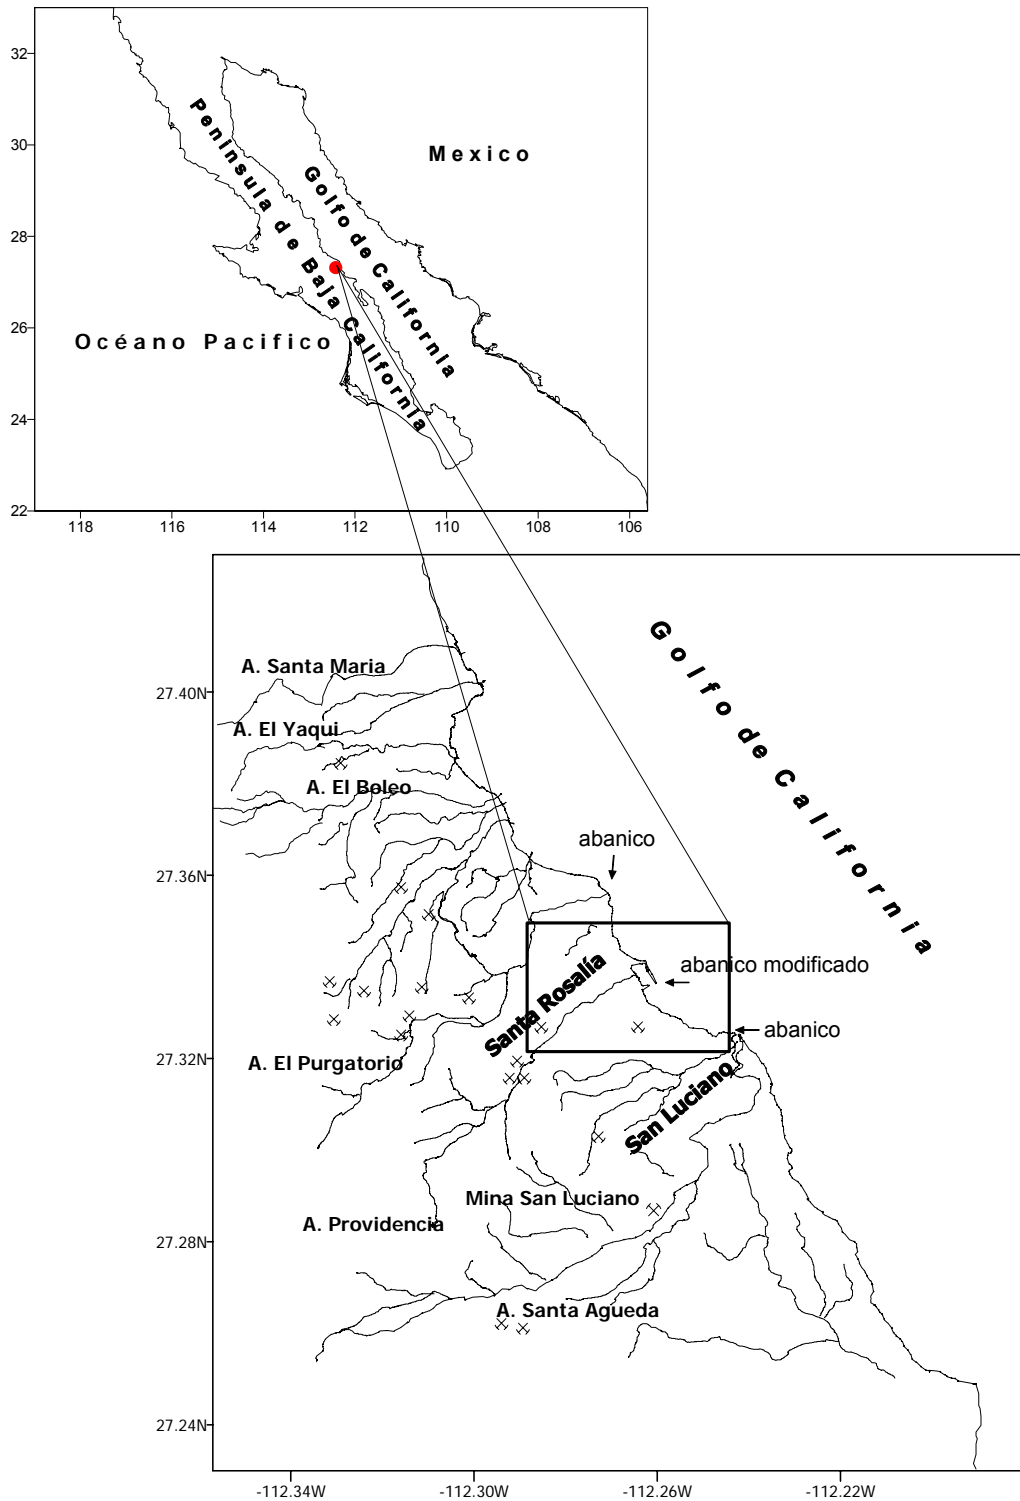 32
30
28
26
24
22
118
116
114
112
110
108
106
Mexico
Peninsula de Baja California
Golfo de California
Océano Pacifico
Golfo de California
A. Santa Maria
27.40N
A. El Yaqui
A. El Boleo
abanico
27.36N
abanico modificado
Santa Rosalía
abanico
27.32N
A. El Purgatorio
San Luciano
Mina San Luciano
A. Providencia
27.28N
A. Santa Agueda
27.24N
-112.34W
-112.30W
-112.26W
-112.22W